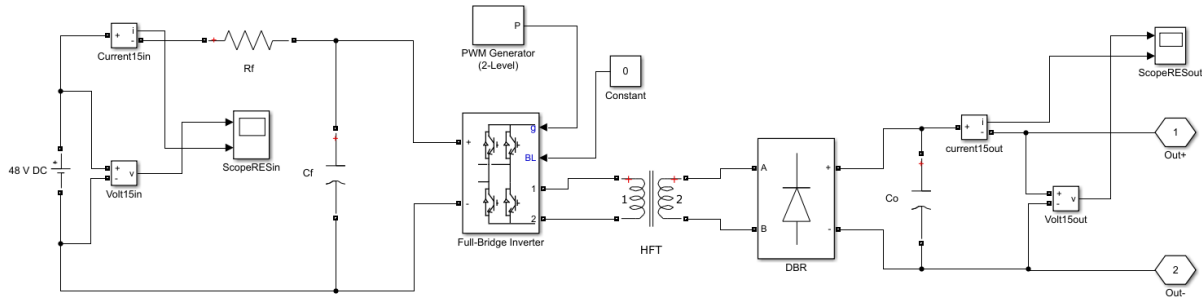 48 V DC
+
+
-
i
Current15in
+
-
v
Volt15in
+
Rf
ScopeRESin
+
Cf
P
PWM Generator
(2-Level)
0
Constant
+
-
g
BL
1
2
Full-Bridge Inverter
+
1
+
2
HFT
A
B
+
-
DBR
+
Co
+
-
i
current15out
+
-
v
Volt15out
ScopeRESout
1
Out+
2
Out-